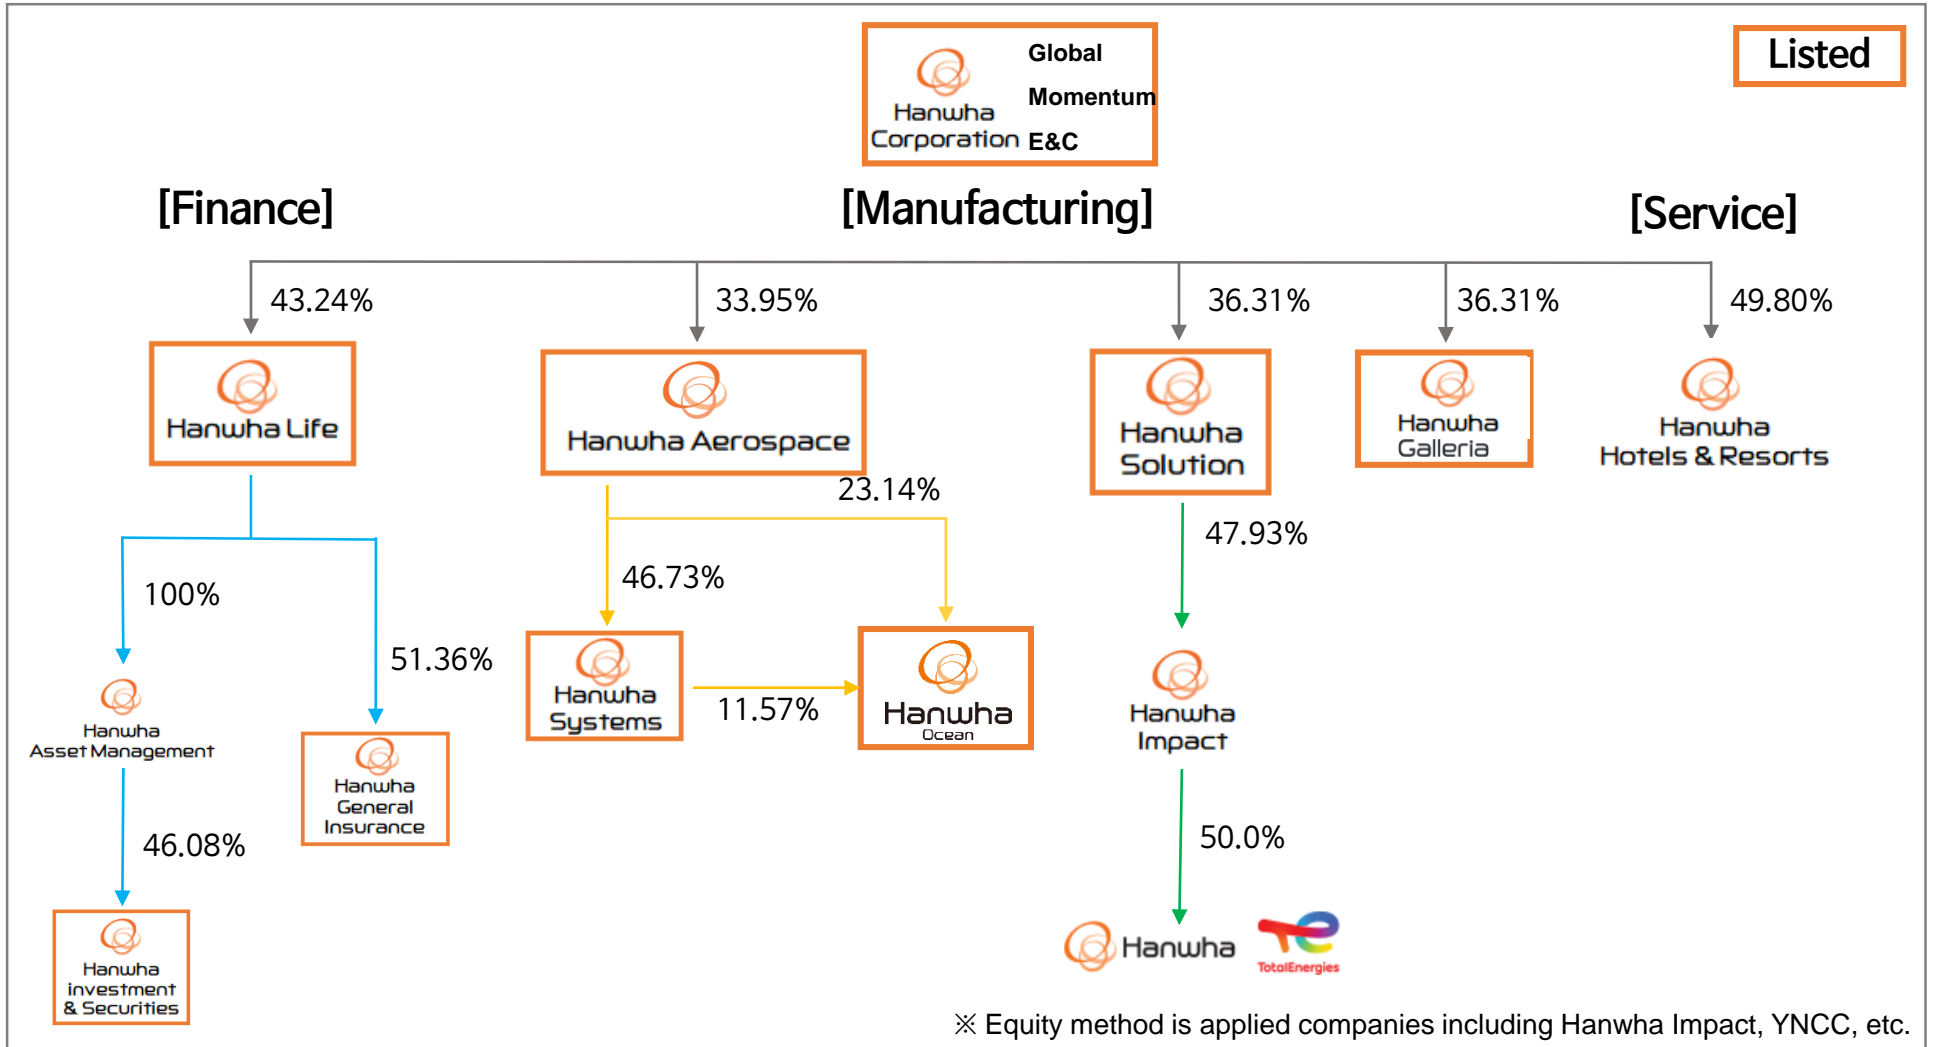 Global
Momentum
Hanwha
Corporation E&C
Listed
[Finance]
[Manufacturing]
[Service]
43.24%
33.95%
36.31%
36.31%
49.80%
Hanwha Life
Hanwha Aerospace
Hanwha
Solution
Hanwha
Galleria
Hanwha
Hotels & Resorts
23.14%
47.93%
46.73%
100%
51.36%
Hanwha
Systems
11.57%
Hanwha
Ocean
Hanwha
Impact
Hanwha
Asset Management
Hanwha
General
Insurance
46.08%
50.0%
Hanwha
investment
& Securities
Hanwha
TotalEnergies
※ Equity method is applied companies including Hanwha Impact, YNCC, etc.